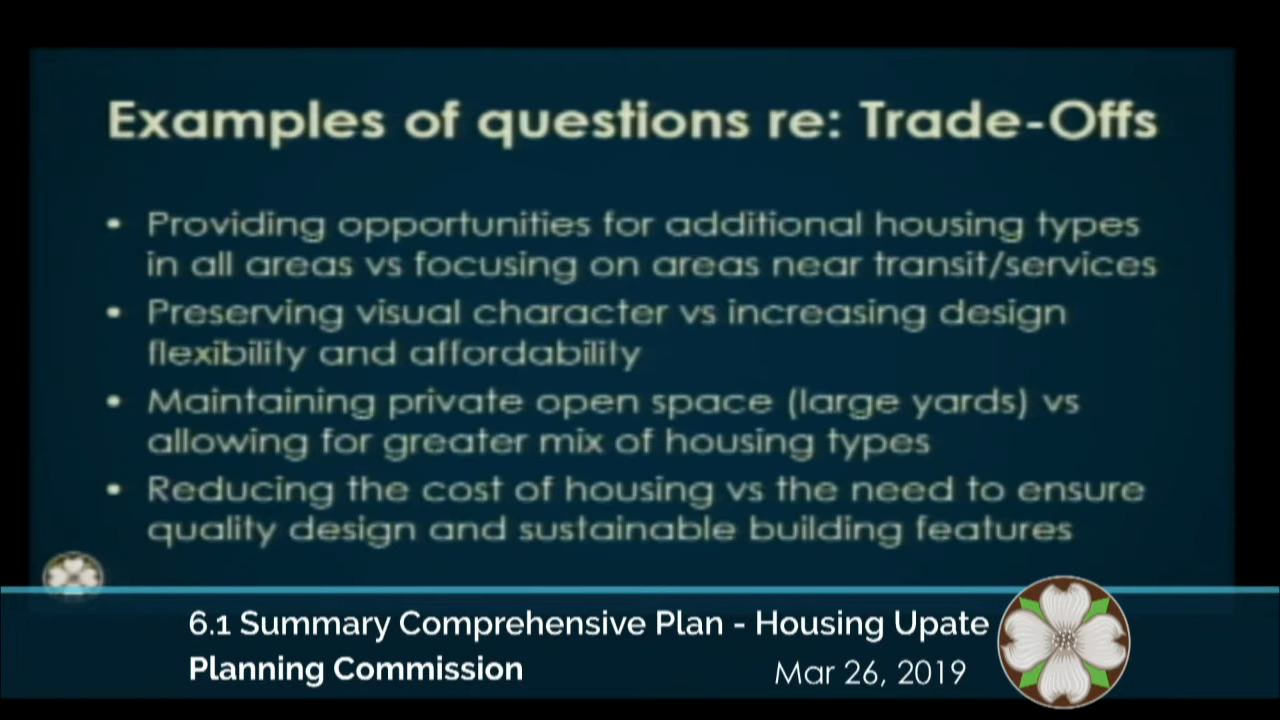 Examples of questions re: Trade-Offs
• Providing opportunities for additional housing types
in all areas vs focusing on areas near transit/services
• Preserving visual character vs increasing design
flexibility and affordability
• Maintaining private open space (large yards) vs
allowing for greater mix of housing types
• Reducing the cost of housing vs the need to ensure
quality design and sustainable building features
6.1 Summary Comprehensive Plan - Housing Upate
Planning Commission
Mar 26, 2019